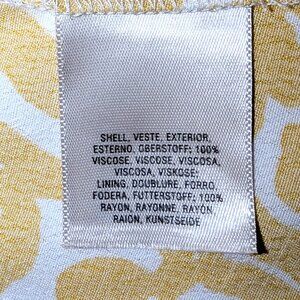 SHELL, VESTE, EXTERIOR,
ESTERNO, OBERSTOFF: 100%
VISCOSE, VISCOSE, VISCOSA,
VISCOSA, VISKOSE;
LINING, DOUBLURE, FORRO,
FODERA, FUTTERSTOFF: 100%
RAYON, RAYONNE, RAYON
RAION, KUNSTSEIDE